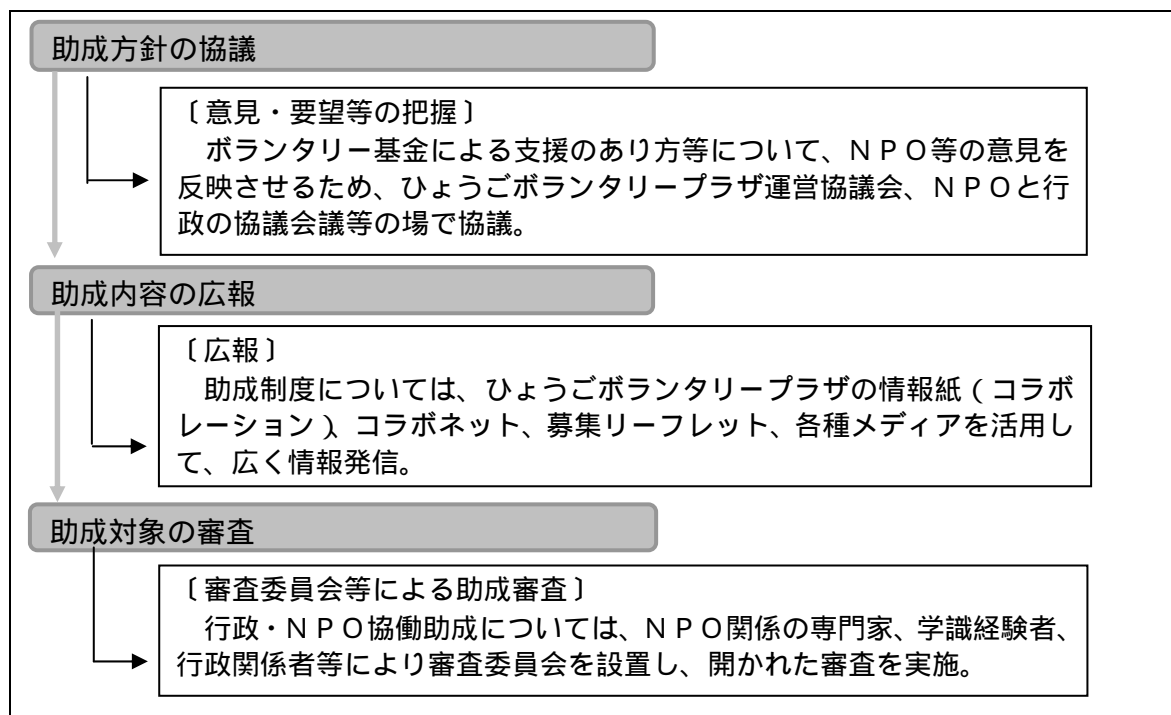 助成方針の協議
〔意見・要望等の把握〕
ボランタリー基金による支援のあり方等について、ＮＰＯ等の意見を
反映させるため、ひょうごボランタリープラザ運営協議会、ＮＰＯと行
政の協議会議等の場で協議。
助成内容の広報
〔広報〕
助成制度については、ひょうごボランタリープラザの情報紙（コラボ
レーション）、コラボネット、募集リーフレット、各種メディアを活用し
て、広く情報発信。
助成対象の審査
〔審査委員会等による助成審査〕
行政・ＮＰＯ協働助成については、ＮＰＯ関係の専門家、学識経験者、
行政関係者等により審査委員会を設置し、開かれた審査を実施。